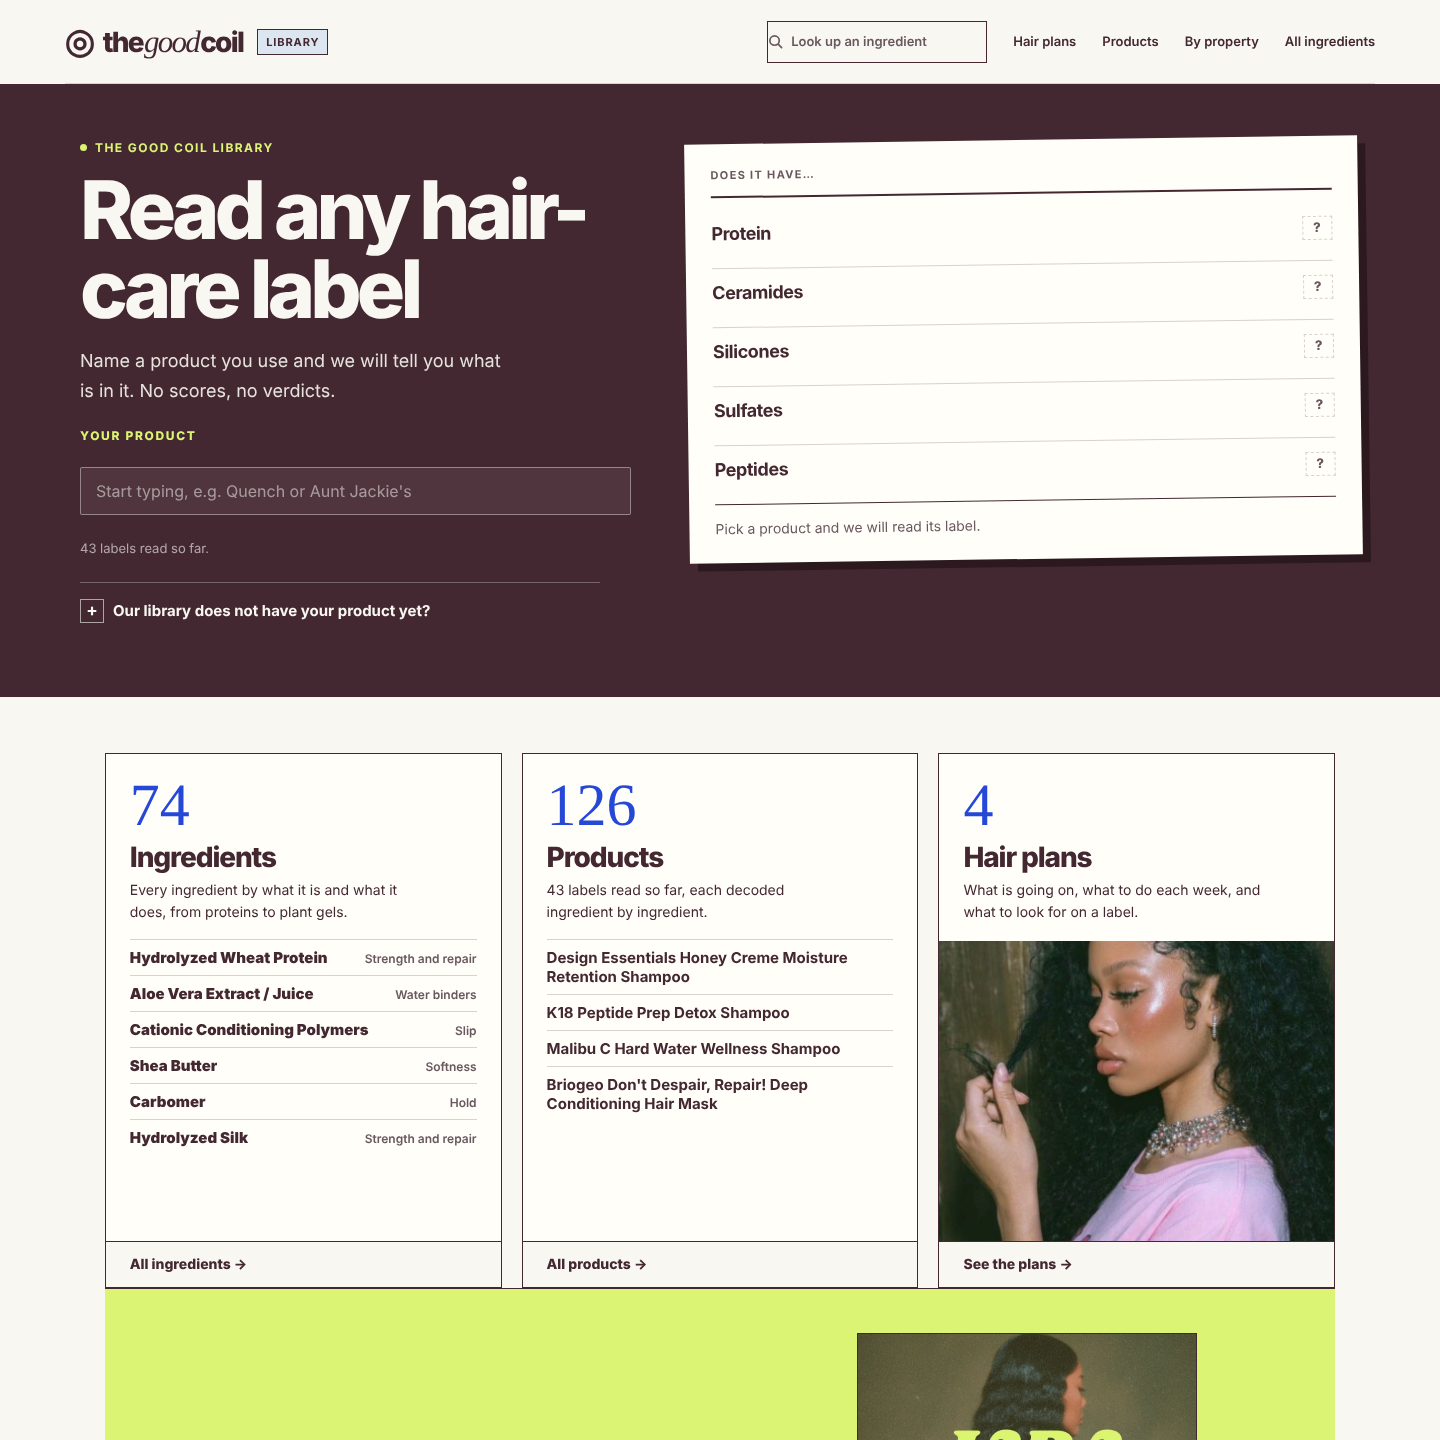 thegoodcoil LIBRARY
Look up an ingredient
Hair plans
Products
By property
All ingredients
THE GOOD COIL LIBRARY
Read any hair-
care label
Name a product you use and we will tell you what
is in it. No scores, no verdicts.
YOUR PRODUCT
Start typing, e.g. Quench or Aunt Jackie's
43 labels read so far.
+ Our library does not have your product yet?
DOES IT HAVE...
Protein ?
Ceramides ?
Silicones ?
Sulfates ?
Peptides ?
Pick a product and we will read its label.
74
Ingredients
Every ingredient by what it is and what it
does, from proteins to plant gels.
Hydrolyzed Wheat Protein Strength and repair
Aloe Vera Extract / Juice Water binders
Cationic Conditioning Polymers Slip
Shea Butter Softness
Carbomer Hold
Hydrolyzed Silk Strength and repair
All ingredients →
126
Products
43 labels read so far, each decoded
ingredient by ingredient.
Design Essentials Honey Creme Moisture
Retention Shampoo
K18 Peptide Prep Detox Shampoo
Malibu C Hard Water Wellness Shampoo
Briogeo Don't Despair, Repair! Deep
Conditioning Hair Mask
All products →
4
Hair plans
What is going on, what to do each week, and
what to look for on a label.
See the plans →